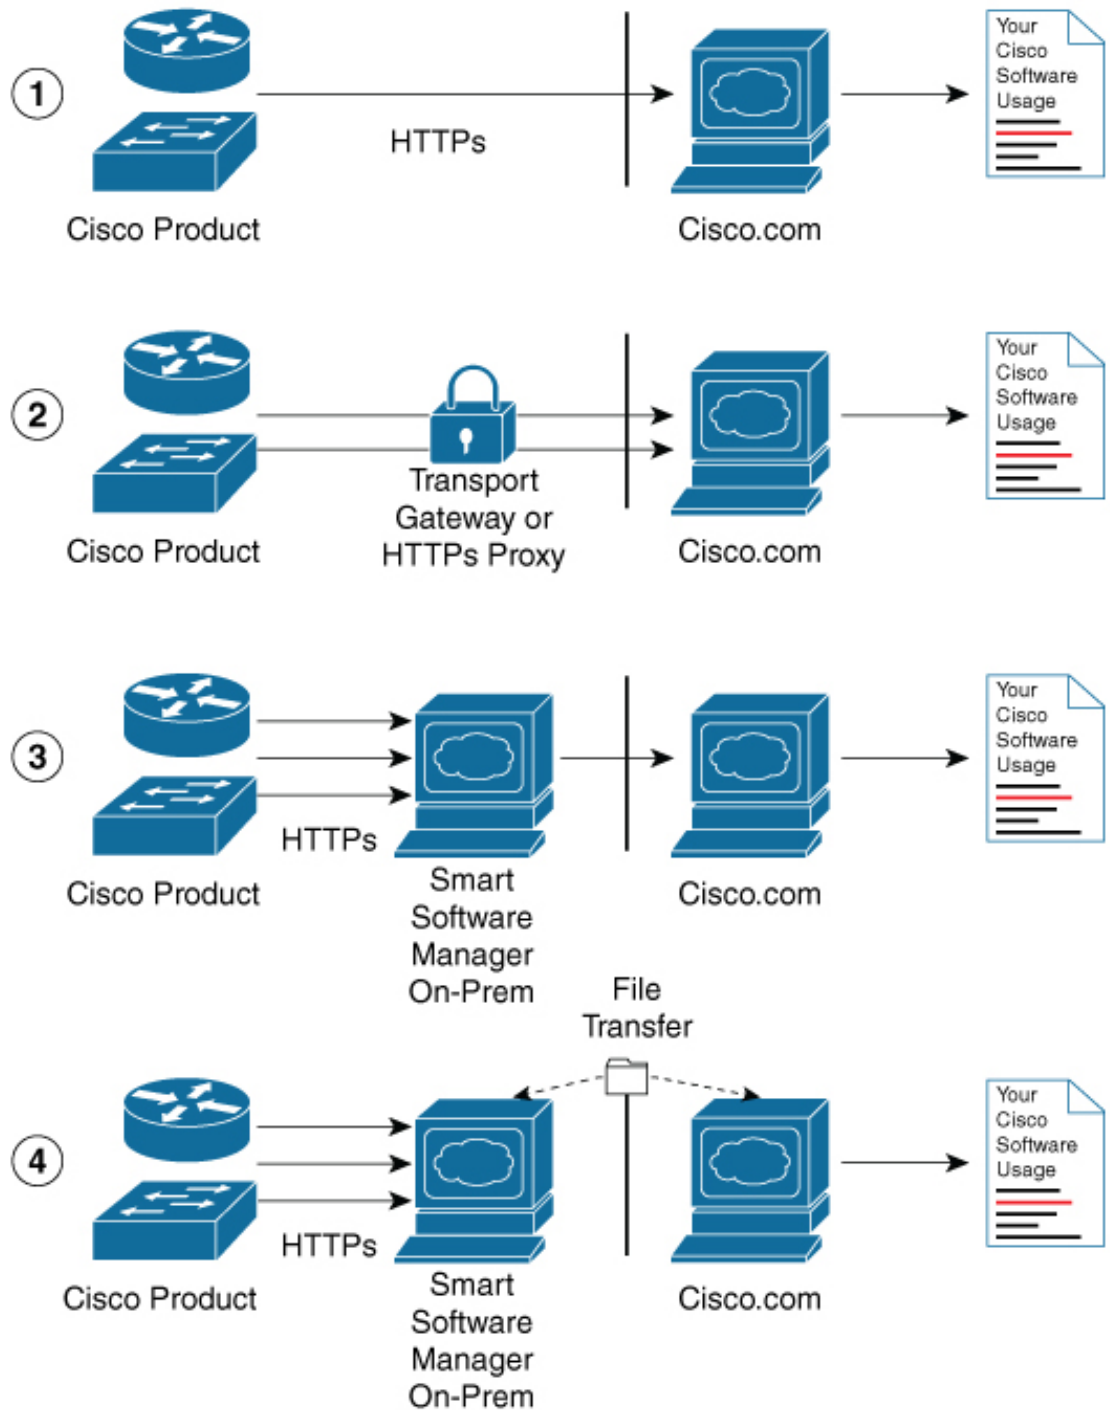 1
HTTPs
Cisco Product
Cisco.com
Your
Cisco
Software
Usage
2
Transport
Gateway or
HTTPs Proxy
Cisco Product
Cisco.com
Your
Cisco
Software
Usage
3
HTTPs
Cisco Product
Smart
Software
Manager
On-Prem
Cisco.com
Your
Cisco
Software
Usage
File
Transfer
4
HTTPs
Cisco Product
Smart
Software
Manager
On-Prem
Cisco.com
Your
Cisco
Software
Usage